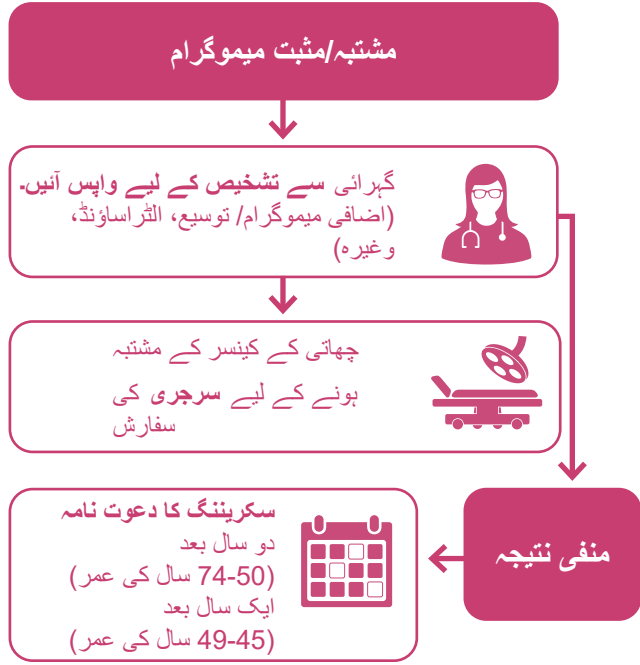 مشتبہ/مثبت میموگرام
گہرائی سے تشخیص کے لیے واپس آئیں۔
(اضافی میموگرام/ توسیع، الٹراساؤنڈ،
وغیرہ)
چھاتی کے کینسر کے مشتبہ
ہونے کے لیے سرجری کی
سفارش
منفی نتیجہ
سکریننگ کا دعوت نامہ
دو سال بعد
(50-74 سال کی عمر)
ایک سال بعد
(45-49 سال کی عمر)